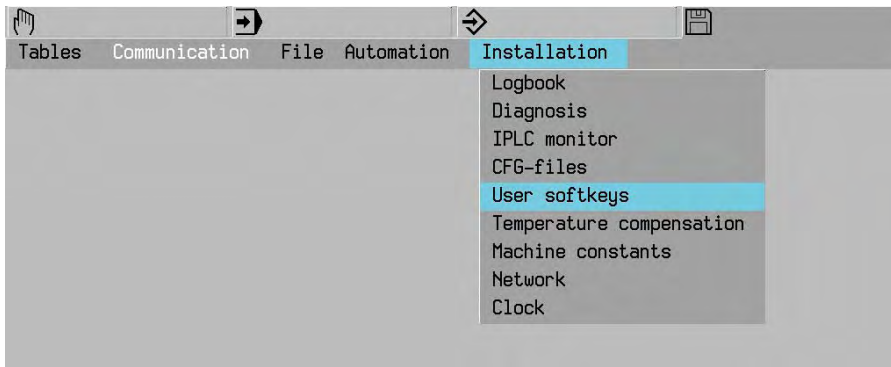 Tables Communication File Automation Installation
Logbook
Diagnosis
IPLC monitor
CFG-files
User softkeys
Temperature compensation
Machine constants
Network
Clock